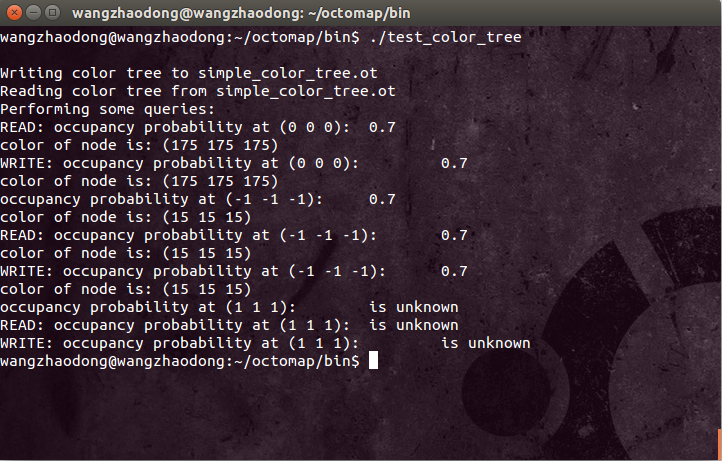 wangzhaodong@wangzhaodong: ~/octomap/bin
wangzhaodong@wangzhaodong:~/octomap/bin$ ./test_color_tree
Writing color tree to simple_color_tree.ot
Reading color tree from simple_color_tree.ot
Performing some queries:
READ: occupancy probability at (0 0 0):  0.7
color of node is: (175 175 175)
WRITE: occupancy probability at (0 0 0):         0.7
color of node is: (175 175 175)
occupancy probability at (-1 -1 -1):     0.7
color of node is: (15 15 15)
READ: occupancy probability at (-1 -1 -1):       0.7
color of node is: (15 15 15)
WRITE: occupancy probability at (-1 -1 -1):      0.7
color of node is: (15 15 15)
occupancy probability at (1 1 1):        is unknown
READ: occupancy probability at (1 1 1):  is unknown
WRITE: occupancy probability at (1 1 1):         is unknown
wangzhaodong@wangzhaodong:~/octomap/bin$